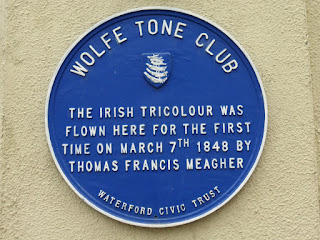 WOLFE TONE CLUB
THE IRISH TRICOLOUR WAS
FLOWN HERE FOR THE FIRST
TIME ON MARCH 7TH 1848 BY
THOMAS FRANCIS MEAGHER
WATERFORD CIVIC TRUST